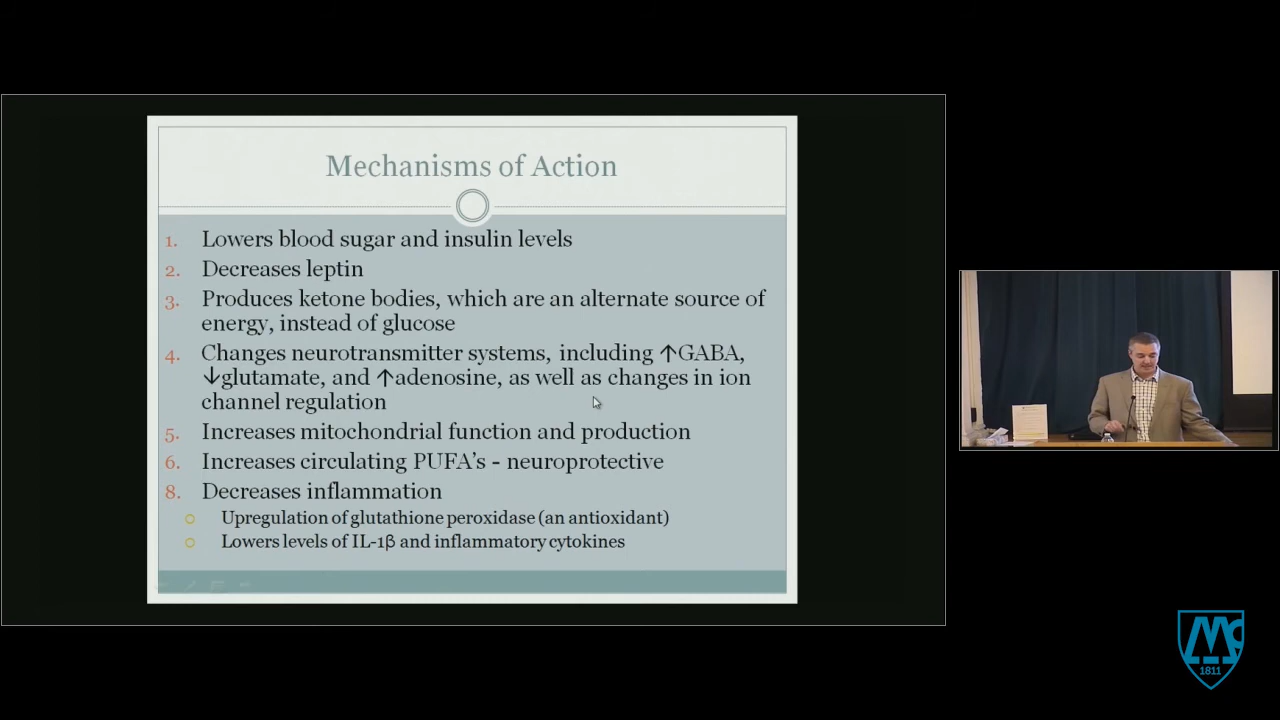 Mechanisms of Action
1. Lowers blood sugar and insulin levels
2. Decreases leptin
3. Produces ketone bodies, which are an alternate source of
energy, instead of glucose
4. Changes neurotransmitter systems, including ↑GABA,
↓glutamate, and ↑adenosine, as well as changes in ion
channel regulation
5. Increases mitochondrial function and production
6. Increases circulating PUFA's - neuroprotective
8. Decreases inflammation
Upregulation of glutathione peroxidase (an antioxidant)
Lowers levels of IL-1β and inflammatory cytokines
Mc
1811